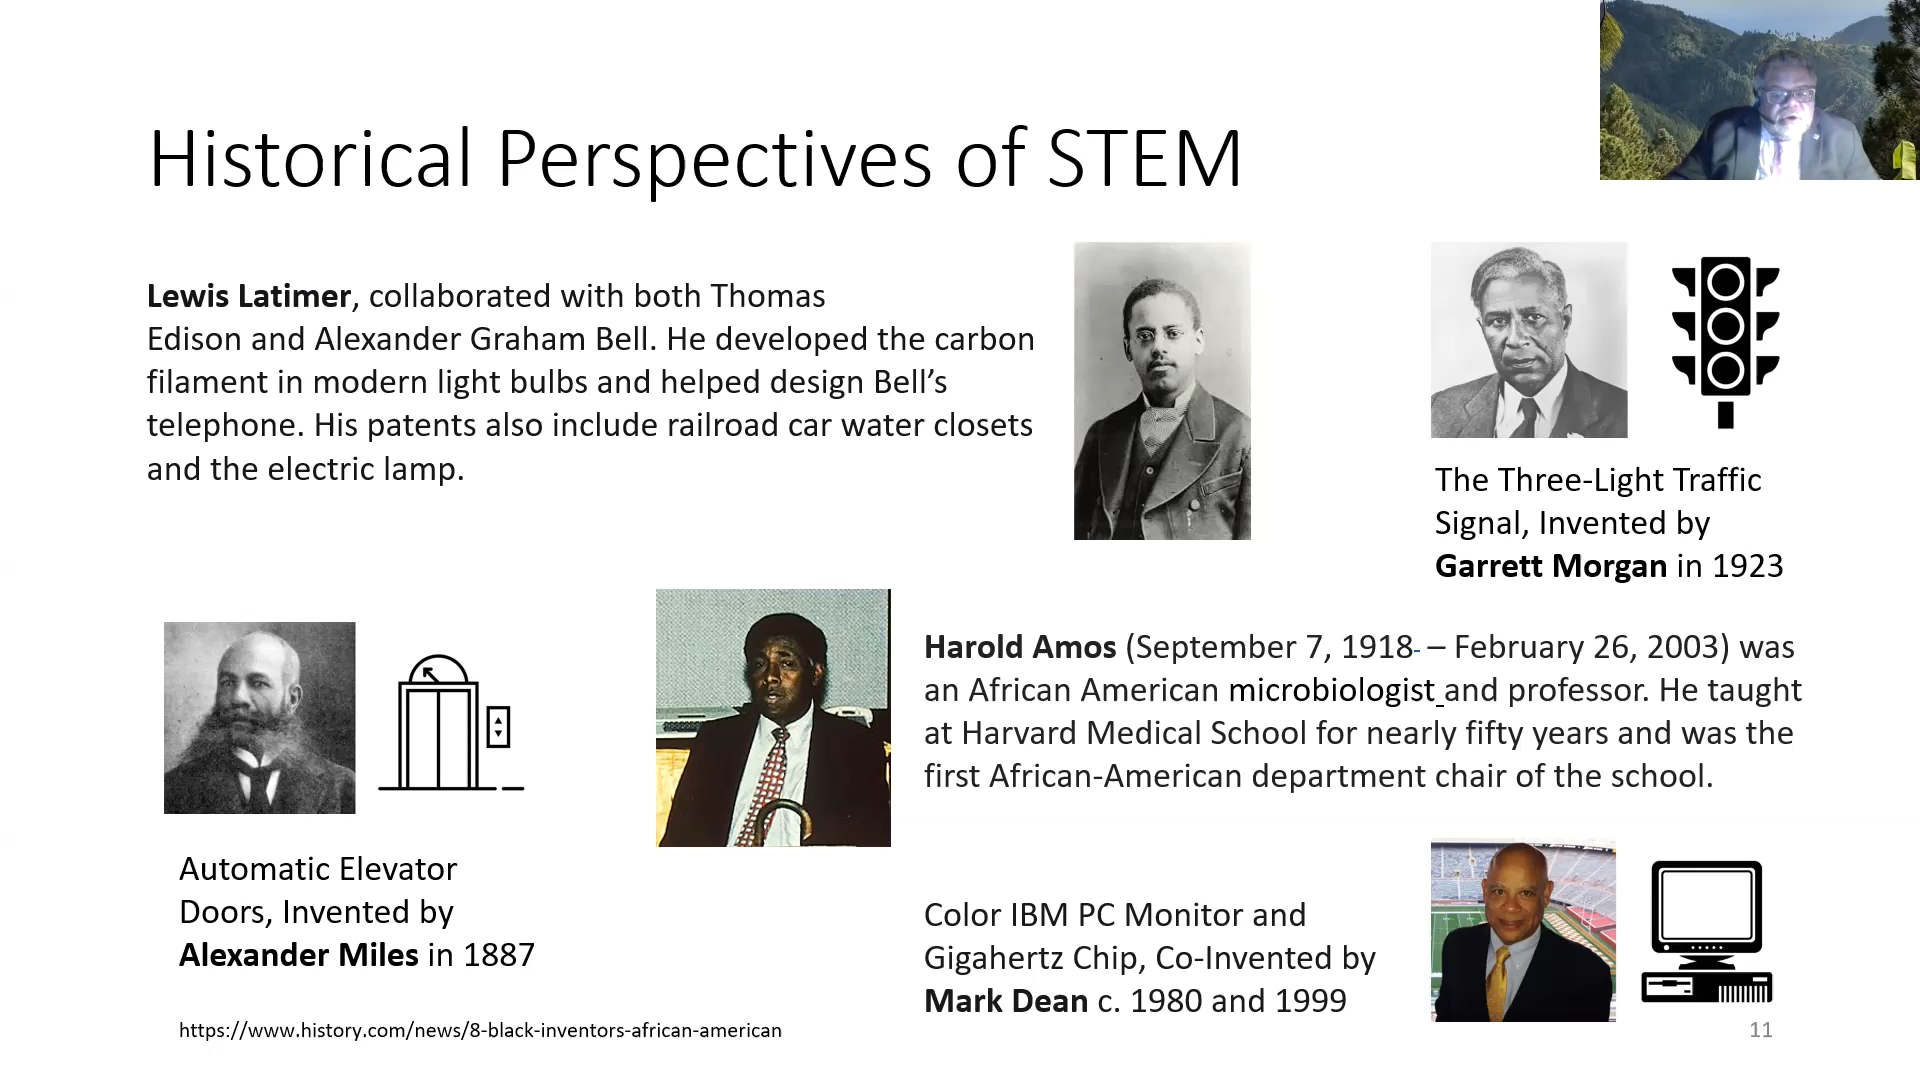 Historical Perspectives of STEM
Lewis Latimer, collaborated with both Thomas
Edison and Alexander Graham Bell. He developed the carbon
filament in modern light bulbs and helped design Bell’s
telephone. His patents also include railroad car water closets
and the electric lamp.
The Three-Light Traffic
Signal, Invented by
Garrett Morgan in 1923
Harold Amos (September 7, 1918- – February 26, 2003) was
an African American microbiologist and professor. He taught
at Harvard Medical School for nearly fifty years and was the
first African-American department chair of the school.
Automatic Elevator
Doors, Invented by
Alexander Miles in 1887
Color IBM PC Monitor and
Gigahertz Chip, Co-Invented by
Mark Dean c. 1980 and 1999
https://www.history.com/news/8-black-inventors-african-american
11